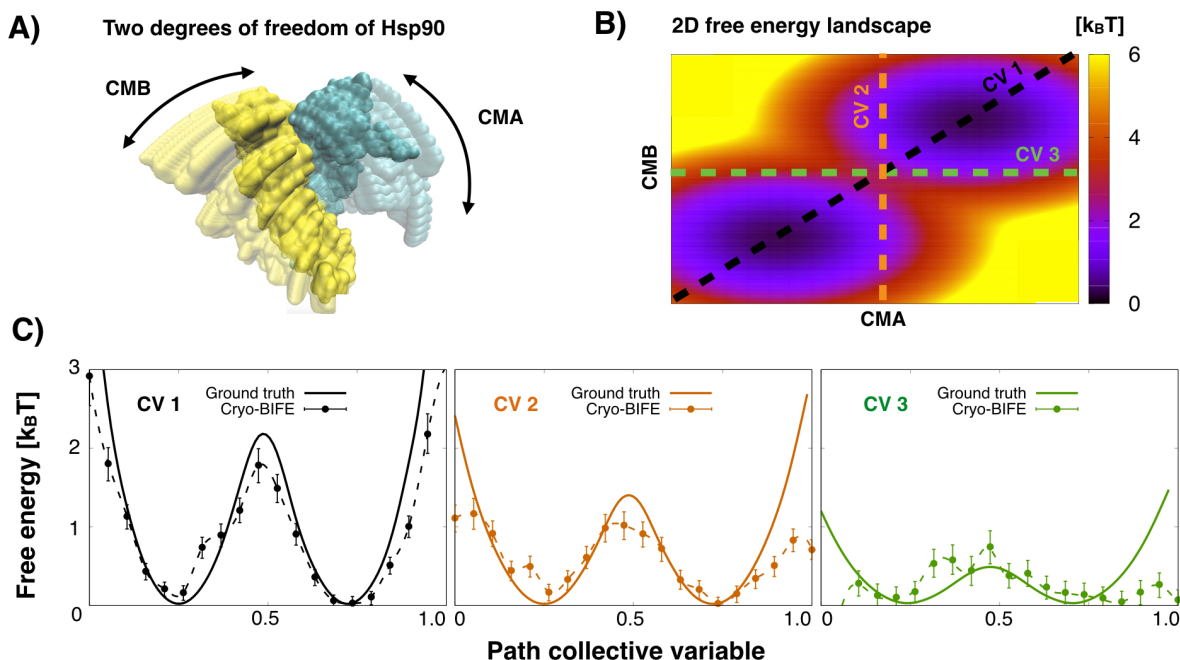 A)
Two degrees of freedom of Hsp90
CMB
CMA
B)
2D free energy landscape
[kBT]
CV 1
CV 2
CV 3
CMB
CMA
6
4
2
0
C)
Free energy [kBT]
3
2
1
0
CV 1
Ground truth
Cryo-BIFE
0.5
1.0
CV 2
Ground truth
Cryo-BIFE
0
0.5
1.0
CV 3
Ground truth
Cryo-BIFE
0
0.5
1.0
Path collective variable